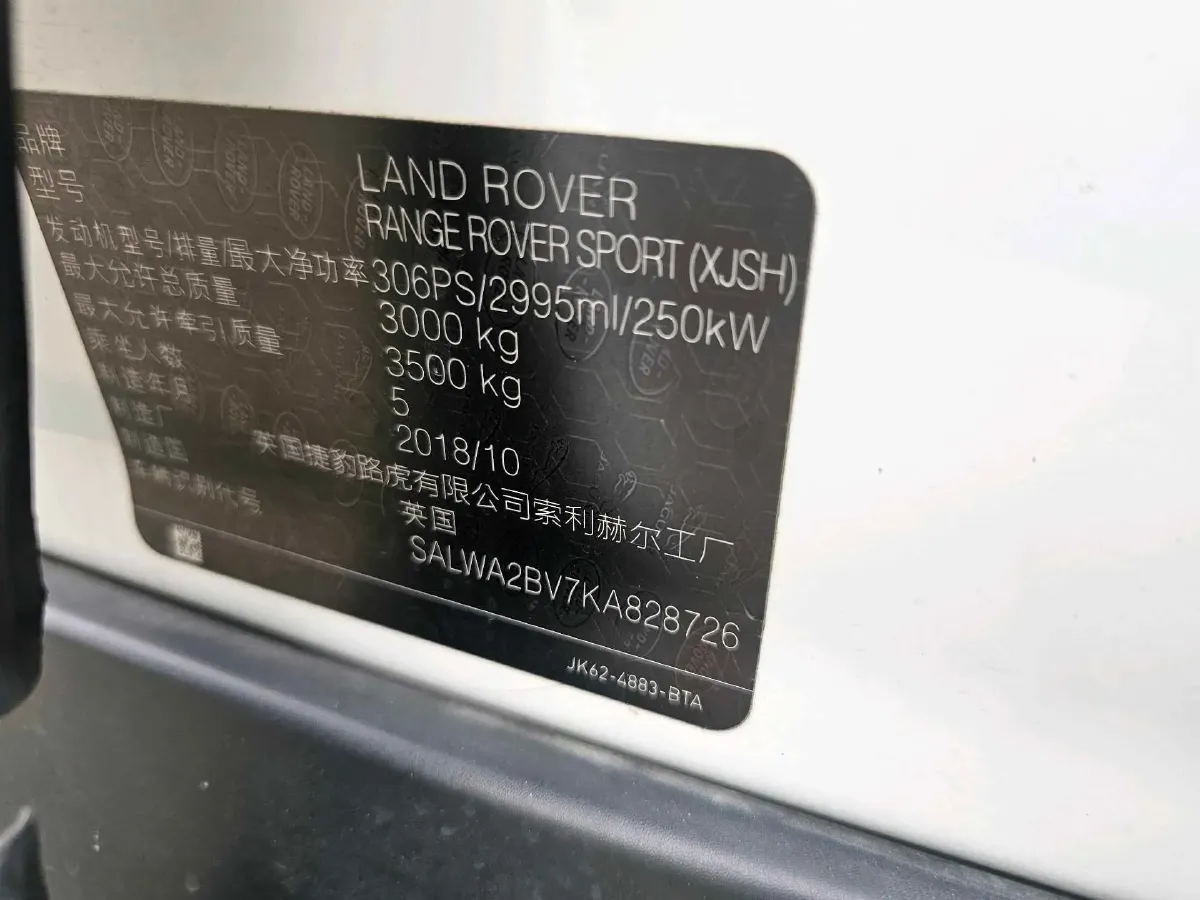 品牌 LAND ROVER
型号 RANGE ROVER SPORT (XJSH)
发动机型号/排量/最大净功率 306PS/2995ml/250kW
最大允许总质量 3000 kg
最大允许牵引质量 3500 kg
乘坐人数 5
制造年月 2018/10
制造厂 英国捷豹路虎有限公司索利赫尔工厂
制造国 英国
车辆识别代号 SALWA2BV7KA828726
JK62-4883-BTA